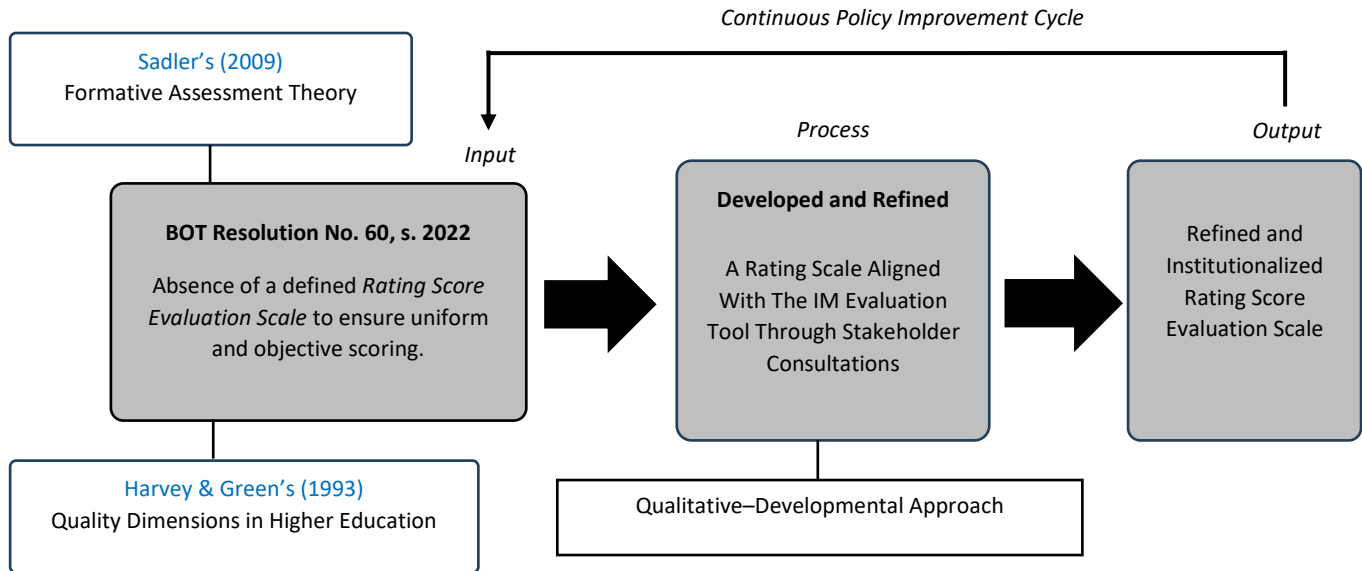 Continuous Policy Improvement Cycle
Sadler’s (2009)
Formative Assessment Theory
Input
Process
Output
BOT Resolution No. 60, s. 2022
Absence of a defined Rating Score
Evaluation Scale to ensure uniform
and objective scoring.
Developed and Refined
A Rating Scale Aligned
With The IM Evaluation
Tool Through Stakeholder
Consultations
Refined and
Institutionalized
Rating Score
Evaluation Scale
Harvey & Green’s (1993)
Quality Dimensions in Higher Education
Qualitative–Developmental Approach